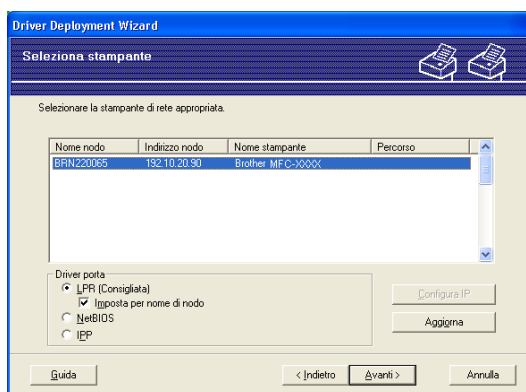 Driver Deployment Wizard
Seleziona stampante
Selezionare la stampante di rete appropriata.
Nome nodo Indirizzo nodo Nome stampante Percorso
BRN220065 192.10.20.90 Brother MFC-XXXX
Driver porta
LPR (Consigliata)
Imposta per nome di nodo
NetBIOS
IPP
Configura IP
Aggiorna
Guida
< Indietro
Avanti >
Annulla